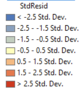 StdResid
< -2.5 Std. Dev.
-2.5 - -1.5 Std. Dev.
-1.5 - -0.5 Std. Dev.
-0.5 - 0.5 Std. Dev.
0.5 - 1.5 Std. Dev.
1.5 - 2.5 Std. Dev.
> 2.5 Std. Dev.